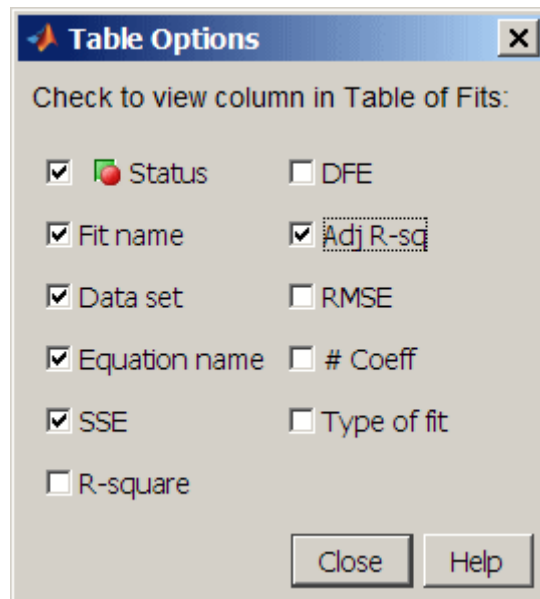 Table Options
Check to view column in Table of Fits:
Status
DFE
Fit name
Adj R-sq
Data set
RMSE
Equation name
# Coeff
SSE
Type of fit
R-square
Close
Help